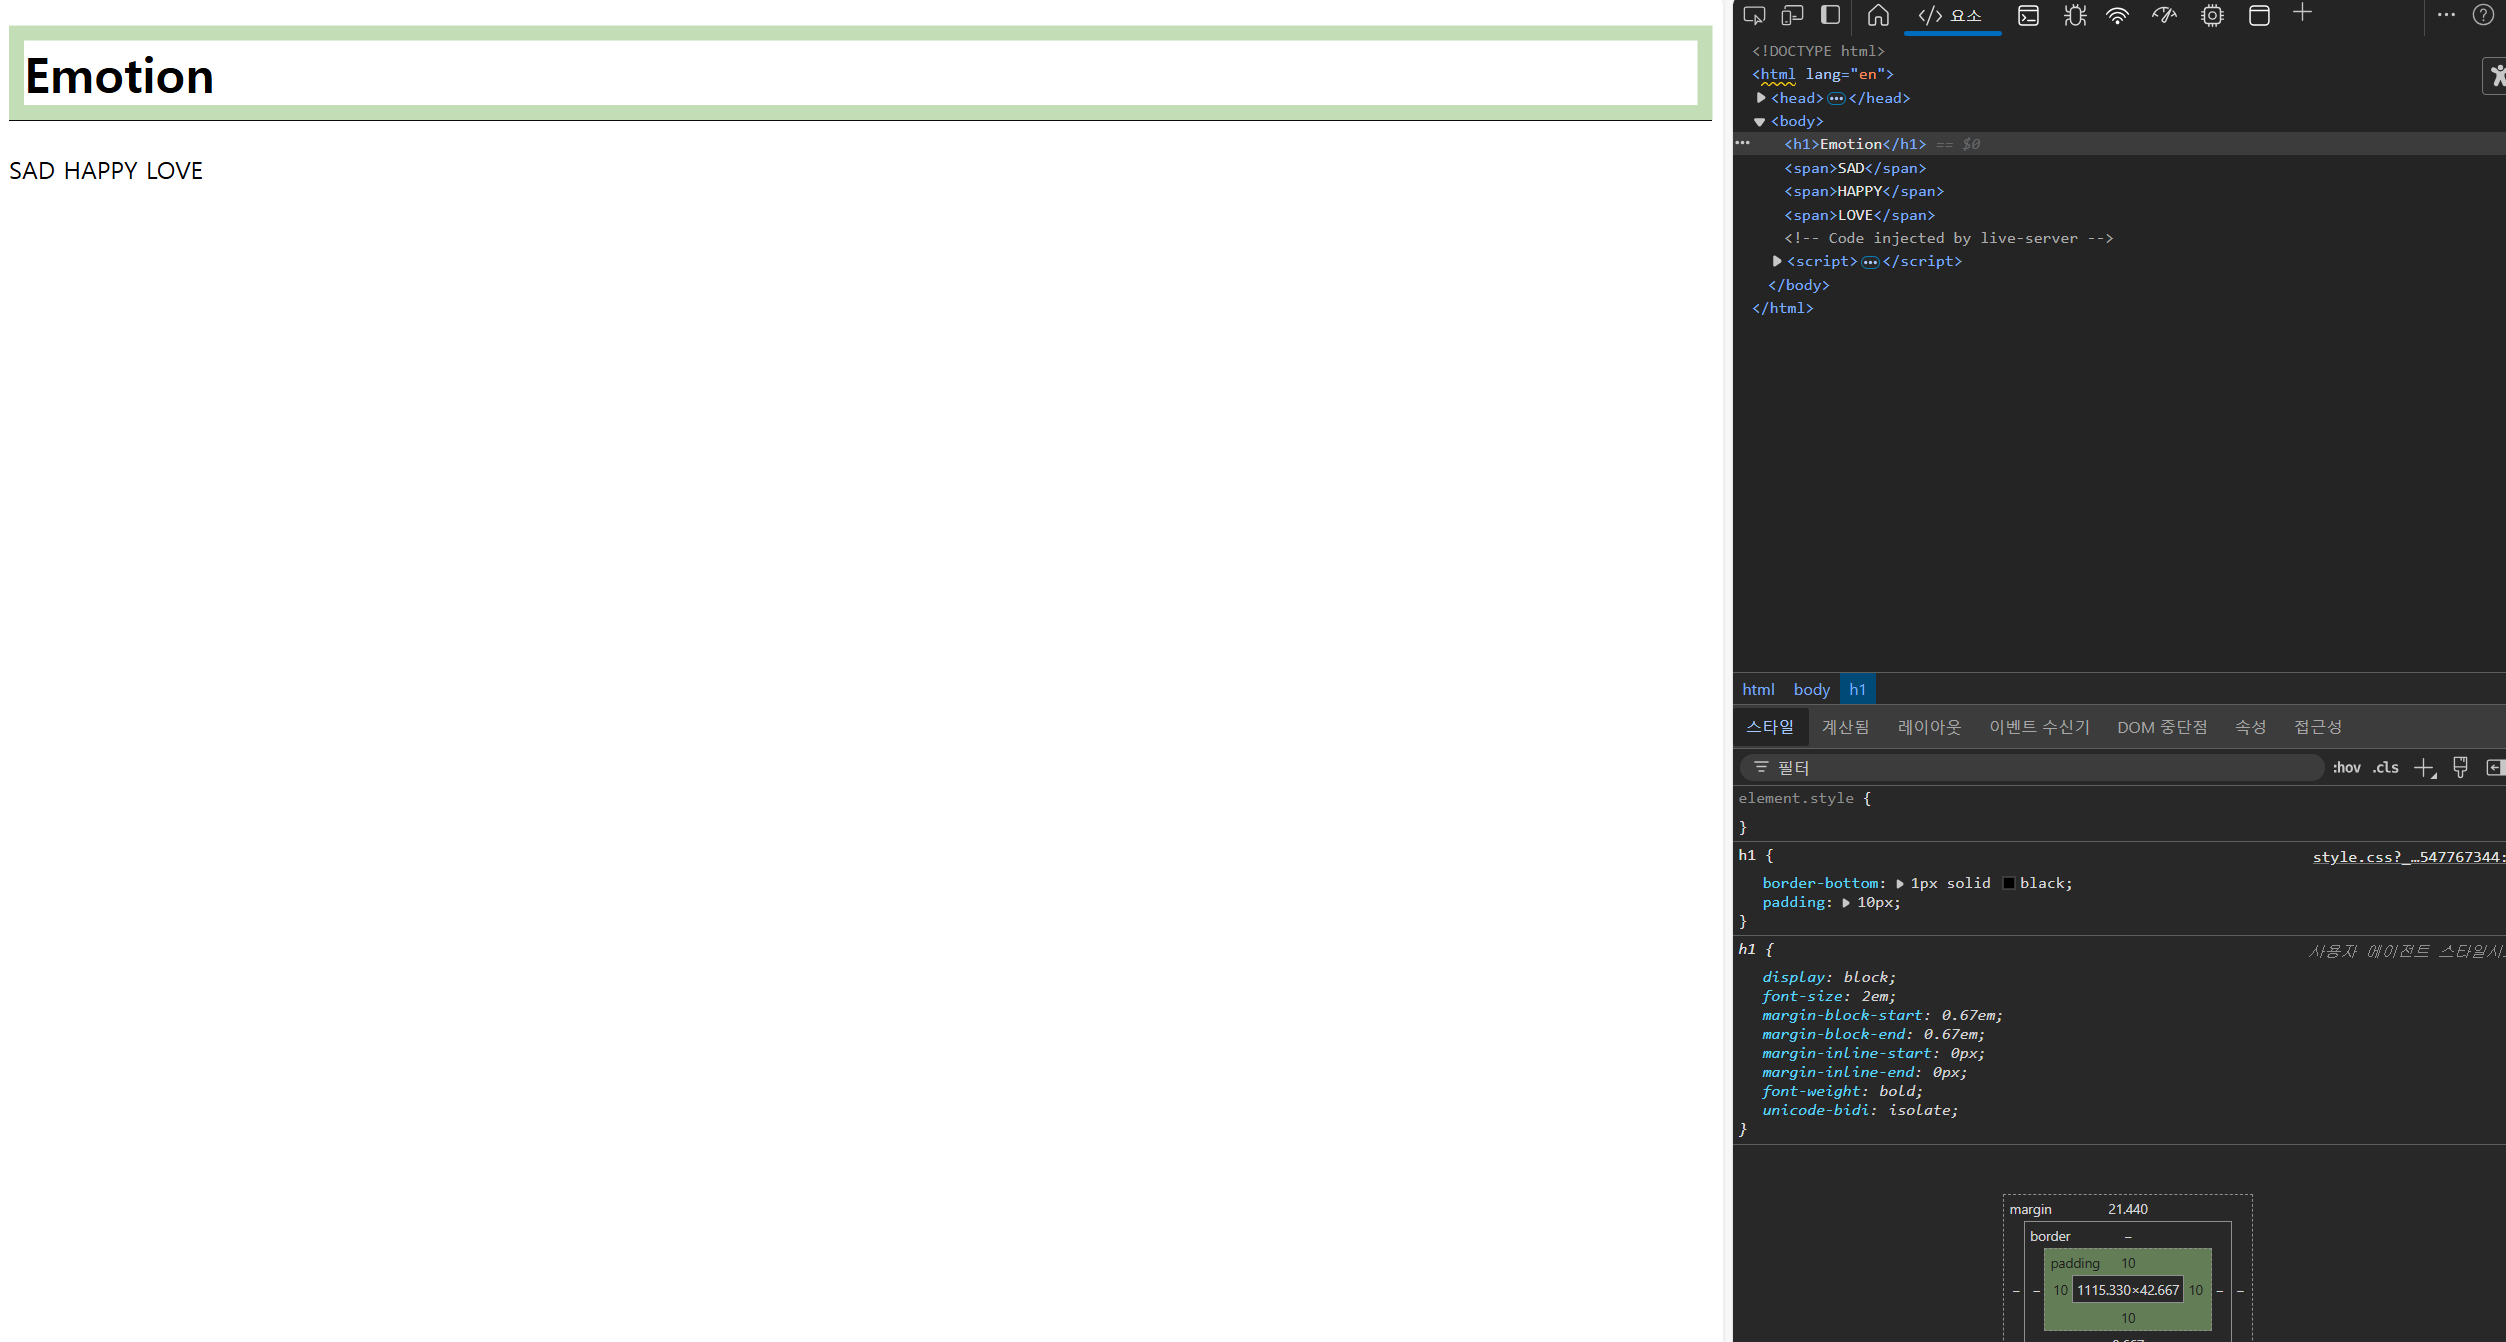 Emotion
SAD HAPPY LOVE
요소
<!DOCTYPE html>
<html lang="en">
<head>…</head>
<body>
<h1>Emotion</h1> == $0
<span>SAD</span>
<span>HAPPY</span>
<span>LOVE</span>
<!-- Code injected by live-server -->
<script>…</script>
</body>
</html>
html body h1
스타일 계산됨 레이아웃 이벤트 수신기 DOM 중단점 속성 접근성
필터 :hov .cls
element.style {
}
h1 { style.css?_…547767344:
border-bottom: 1px solid black;
padding: 10px;
}
h1 { 사용자 에이전트 스타일시
display: block;
font-size: 2em;
margin-block-start: 0.67em;
margin-block-end: 0.67em;
margin-inline-start: 0px;
margin-inline-end: 0px;
font-weight: bold;
unicode-bidi: isolate;
}
margin 21.440
border –
padding 10
– – 10 1115.330×42.667 10 – –
10